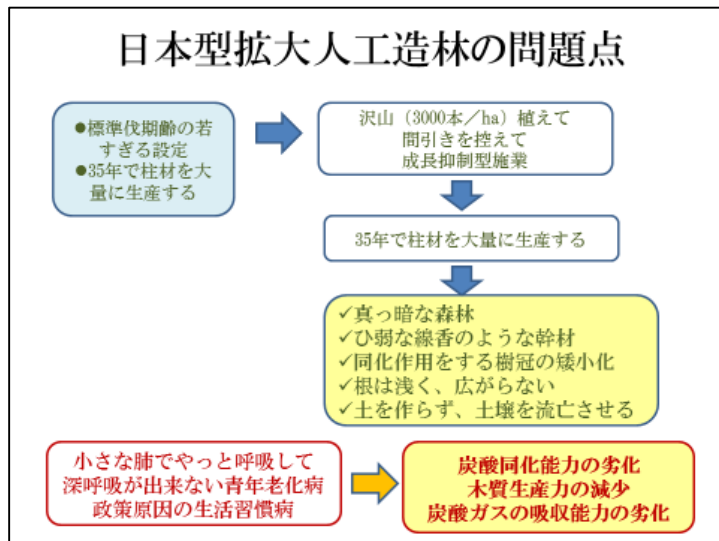 日本型拡大人工造林の問題点
●標準伐期齢の若
すぎる設定
●35年で柱材を大
量に生産する
沢山（3000本／ha）植えて
間引きを控えて
成長抑制型施業
35年で柱材を大量に生産する
✓真っ暗な森林
✓ひ弱な線香のような幹材
✓同化作用をする樹冠の矮小化
✓根は浅く、広がらない
✓土を作らず、土壌を流亡させる
小さな肺でやっと呼吸して
深呼吸が出来ない青年老化病
政策原因の生活習慣病
炭酸同化能力の劣化
木質生産力の減少
炭酸ガスの吸収能力の劣化